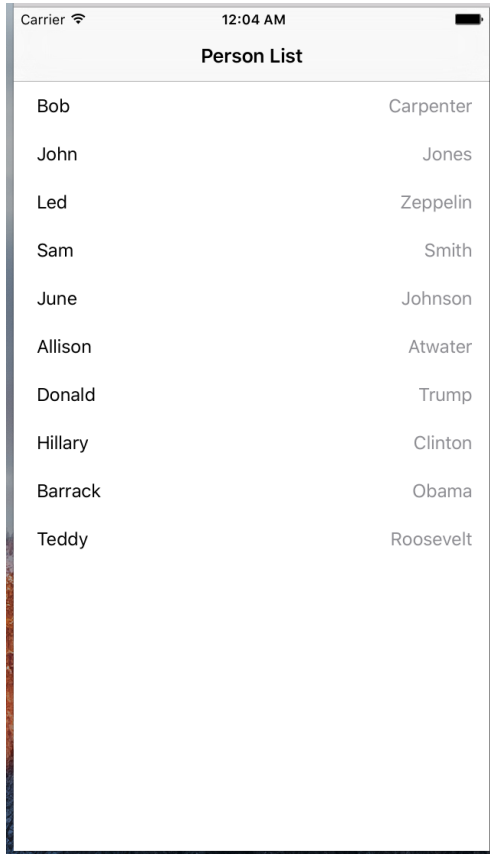 Carrier 12:04 AM
Person List
Bob Carpenter
John Jones
Led Zeppelin
Sam Smith
June Johnson
Allison Atwater
Donald Trump
Hillary Clinton
Barrack Obama
Teddy Roosevelt